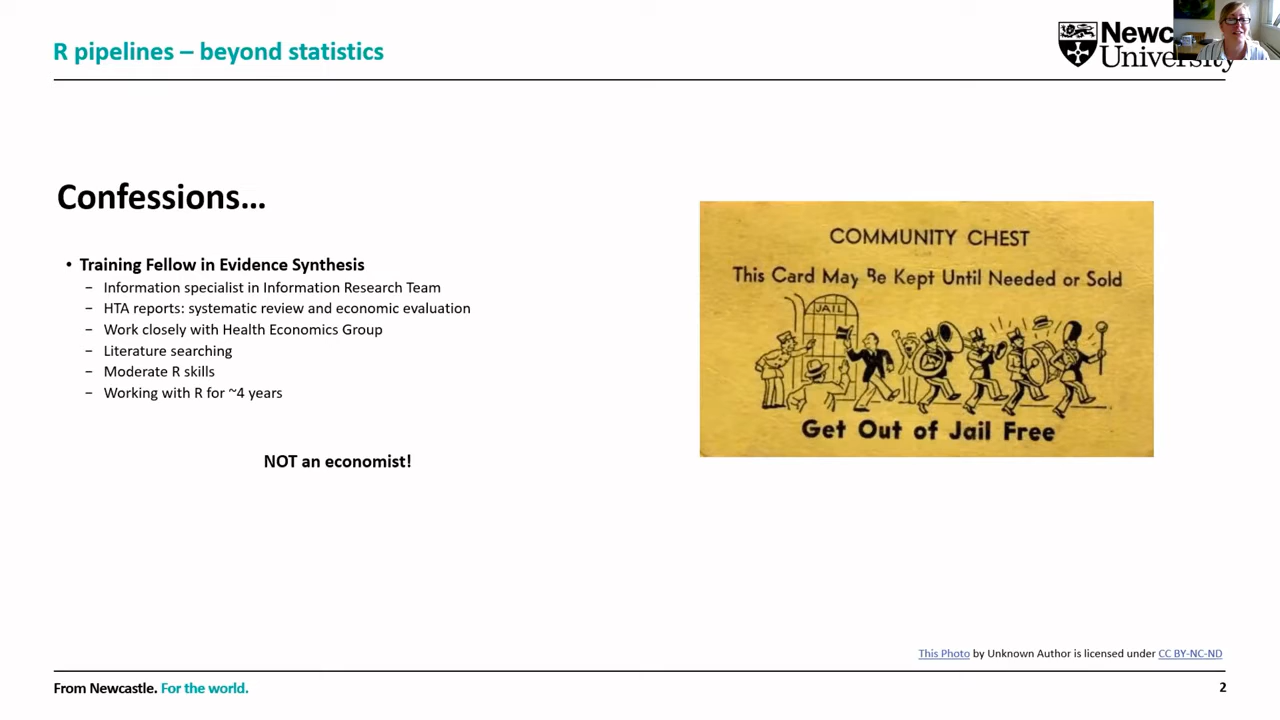 R pipelines – beyond statistics
Newc
University
Confessions…
• Training Fellow in Evidence Synthesis
– Information specialist in Information Research Team
– HTA reports: systematic review and economic evaluation
– Work closely with Health Economics Group
– Literature searching
– Moderate R skills
– Working with R for ~4 years
NOT an economist!
COMMUNITY CHEST
This Card May Be Kept Until Needed or Sold
JAIL
Get Out of Jail Free
This Photo by Unknown Author is licensed under CC BY-NC-ND
From Newcastle. For the world.
2